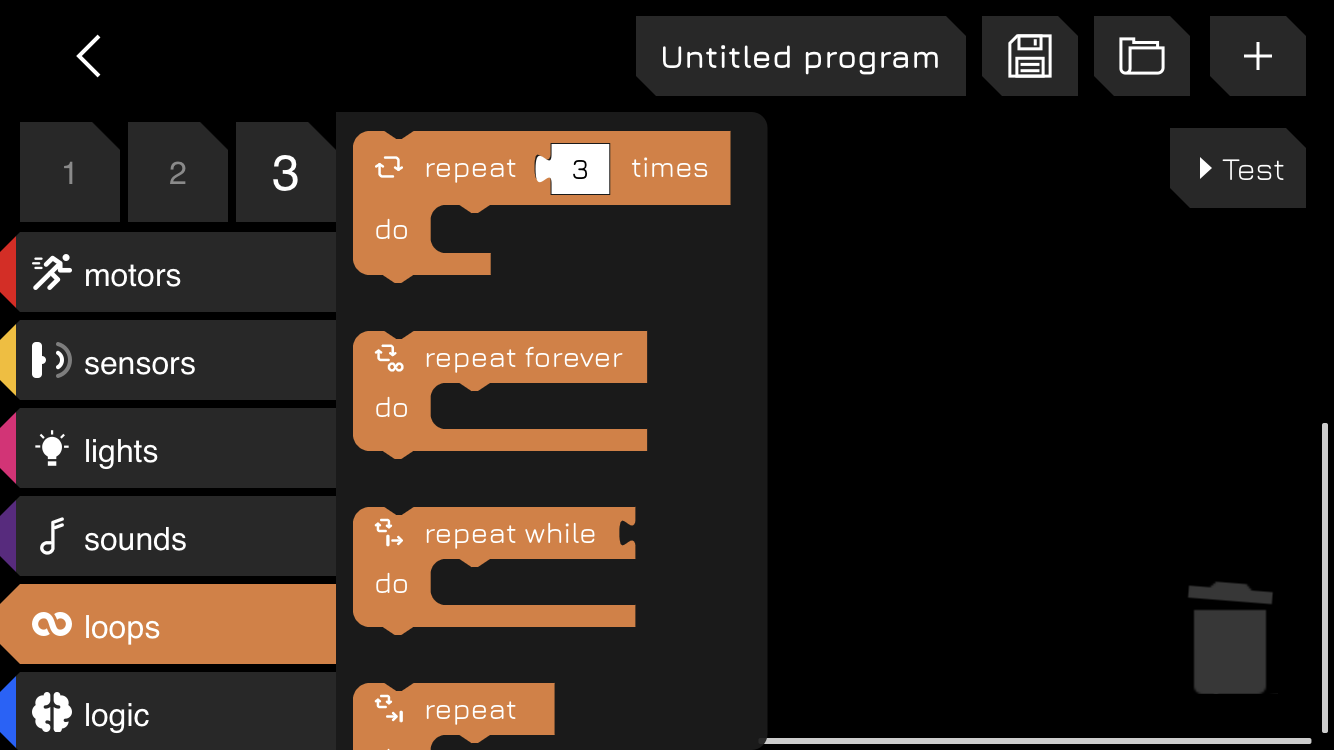 Untitled program
1 2 3
Test
motors
sensors
lights
sounds
loops
logic
repeat 3 times
do
repeat forever
do
repeat while
do
repeat